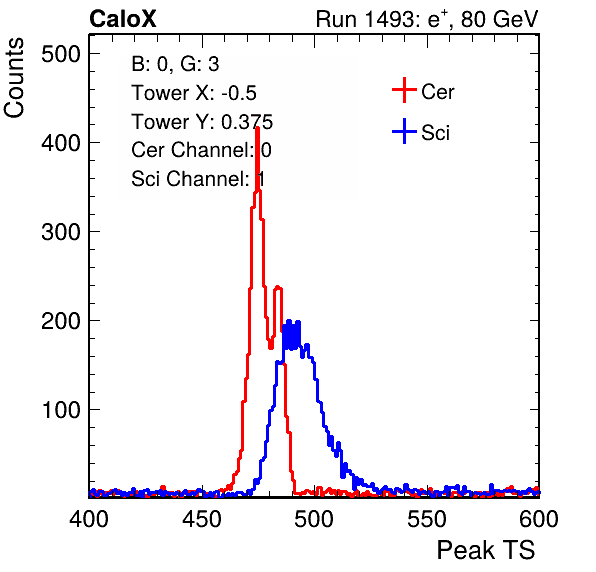 CaloX Run 1493: e⁺, 80 GeV
Counts
500
400
300
200
100
B: 0, G: 3
Tower X: -0.5
Tower Y: 0.375
Cer Channel: 0
Sci Channel: 1
Cer
Sci
400 450 500 550 600
Peak TS